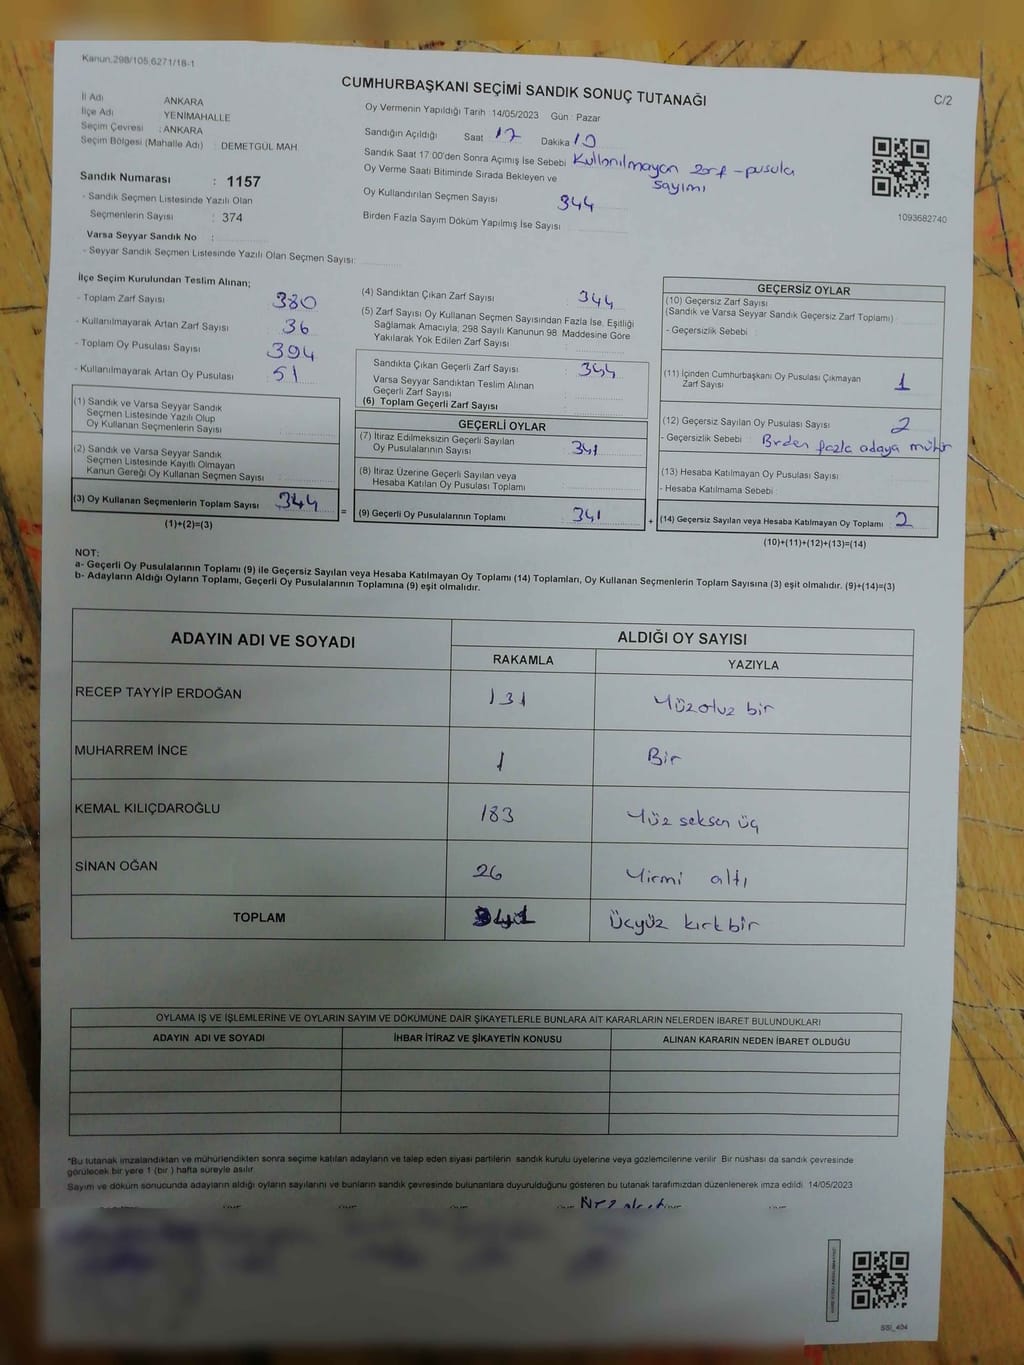 Kanun.298/105.6271/18-1
CUMHURBAŞKANI SEÇİMİ SANDIK SONUÇ TUTANAĞI
C/2
İl Adı ANKARA
İlçe Adı YENİMAHALLE
Seçim Çevresi : ANKARA
Seçim Bölgesi (Mahalle Adı) : DEMETGÜL MAH
Sandık Numarası : 1157
- Sandık Seçmen Listesinde Yazılı Olan
Seçmenlerin Sayısı : 374
Varsa Seyyar Sandık No :
- Seyyar Sandık Seçmen Listesinde Yazılı Olan Seçmen Sayısı:
Oy Vermenin Yapıldığı Tarih : 14/05/2023 Gün : Pazar
Sandığın Açıldığı Saat 17 Dakika 10
Sandık Saat 17:00'den Sonra Açımış İse Sebebi Kullanılmayan zarf - pusula
sayımı
Oy Verme Saati Bitiminde Sırada Bekleyen ve
Oy Kullandırılan Seçmen Sayısı 344
Birden Fazla Sayım Döküm Yapılmış İse Sayısı
1093682740
İlçe Seçim Kurulundan Teslim Alınan;
- Toplam Zarf Sayısı 380
- Kullanılmayarak Artan Zarf Sayısı 36
- Toplam Oy Pusulası Sayısı 394
- Kullanılmayarak Artan Oy Pusulası 51
(1) Sandık ve Varsa Seyyar Sandık
Seçmen Listesinde Yazılı Olup
Oy Kullanan Seçmenlerin Sayısı
(2) Sandık ve Varsa Seyyar Sandık
Seçmen Listesinde Kayıtlı Olmayan
Kanun Gereği Oy Kullanan Seçmen Sayısı
(3) Oy Kullanan Seçmenlerin Toplam Sayısı 344
(1)+(2)=(3)
(4) Sandıktan Çıkan Zarf Sayısı : 344
(5) Zarf Sayısı Oy Kullanan Seçmen Sayısından Fazla İse, Eşitliği
Sağlamak Amacıyla; 298 Sayılı Kanunun 98. Maddesine Göre
Yakılarak Yok Edilen Zarf Sayısı
Sandıkta Çıkan Geçerli Zarf Sayısı : 344
Varsa Seyyar Sandıktan Teslim Alınan
Geçerli Zarf Sayısı
(6) Toplam Geçerli Zarf Sayısı
GEÇERLİ OYLAR
(7) İtiraz Edilmeksizin Geçerli Sayılan
Oy Pusulalarının Sayısı 341
(8) İtiraz Üzerine Geçerli Sayılan veya
Hesaba Katılan Oy Pusulası Toplamı
= (9) Geçerli Oy Pusulalarının Toplamı 341
GEÇERSİZ OYLAR
(10) Geçersiz Zarf Sayısı
(Sandık ve Varsa Seyyar Sandık Geçersiz Zarf Toplamı)
- Geçersizlik Sebebi :
(11) İçinden Cumhurbaşkanı Oy Pusulası Çıkmayan
Zarf Sayısı 1
(12) Geçersiz Sayılan Oy Pusulası Sayısı 2
- Geçersizlik Sebebi : Birden fazla adaya mühür
(13) Hesaba Katılmayan Oy Pusulası Sayısı
- Hesaba Katılmama Sebebi
+ (14) Geçersiz Sayılan veya Hesaba Katılmayan Oy Toplamı 2
(10)+(11)+(12)+(13)=(14)
NOT:
a- Geçerli Oy Pusulalarının Toplamı (9) ile Geçersiz Sayılan veya Hesaba Katılmayan Oy Toplamı (14) Toplamları, Oy Kullanan Seçmenlerin Toplam Sayısına (3) eşit olmalıdır. (9)+(14)=(3)
b- Adayların Aldığı Oyların Toplamı, Geçerli Oy Pusulalarının Toplamına (9) eşit olmalıdır.
ADAYIN ADI VE SOYADI
ALDIĞI OY SAYISI
RAKAMLA YAZIYLA
RECEP TAYYİP ERDOĞAN 131 Yüzotuz bir
MUHARREM İNCE 1 Bir
KEMAL KILIÇDAROĞLU 183 Yüz seksen üç
SİNAN OĞAN 26 Yirmi altı
TOPLAM Üçyüz kırk bir
OYLAMA İŞ VE İŞLEMLERİNE VE OYLARIN SAYIM VE DÖKÜMÜNE DAİR ŞİKAYETLERLE BUNLARA AİT KARARLARIN NELERDEN İBARET BULUNDUKLARI
ADAYIN ADI VE SOYADI İHBAR İTİRAZ VE ŞİKAYETİN KONUSU ALINAN KARARIN NEDEN İBARET OLDUĞU
*Bu tutanak imzalandıktan ve mühürlendikten sonra seçime katılan adayların ve talep eden siyasi partilerin sandık kurulu üyelerine veya gözlemcilerine verilir. Bir nüshası da sandık çevresinde
görülecek bir yere 1 (bir) hafta süreyle asılır.
Sayım ve döküm sonucunda adayların aldığı oyların sayılarını ve bunların sandık çevresinde bulunanlara duyurulduğunu gösteren bu tutanak tarafımızdan düzenlenerek imza edildi. 14/05/2023
SSI_404